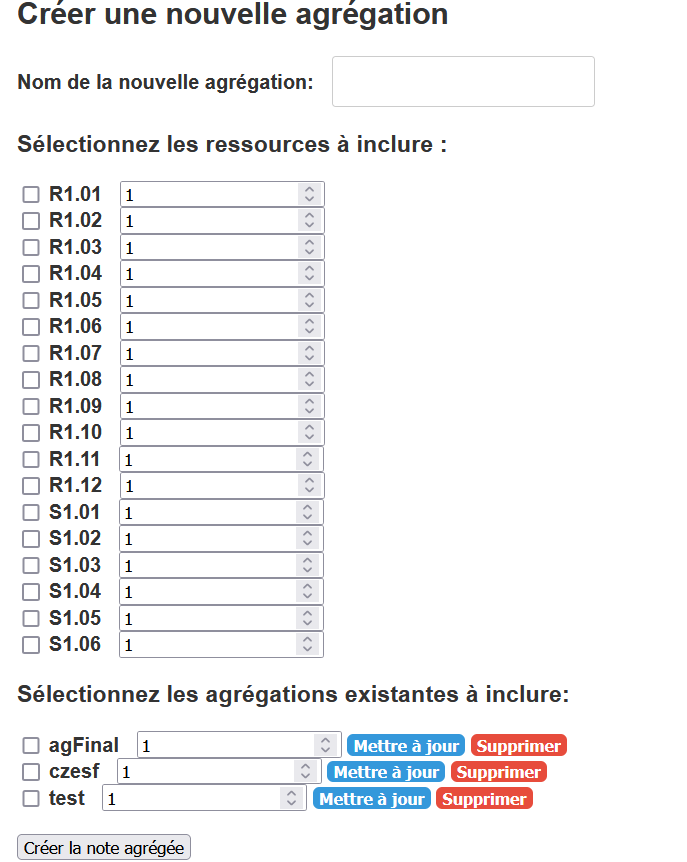 Créer une nouvelle agrégation
Nom de la nouvelle agrégation:
Sélectionnez les ressources à inclure :
R1.01 1
R1.02 1
R1.03 1
R1.04 1
R1.05 1
R1.06 1
R1.07 1
R1.08 1
R1.09 1
R1.10 1
R1.11 1
R1.12 1
S1.01 1
S1.02 1
S1.03 1
S1.04 1
S1.05 1
S1.06 1
Sélectionnez les agrégations existantes à inclure:
agFinal 1 Mettre à jour Supprimer
czesf 1 Mettre à jour Supprimer
test 1 Mettre à jour Supprimer
Créer la note agrégée